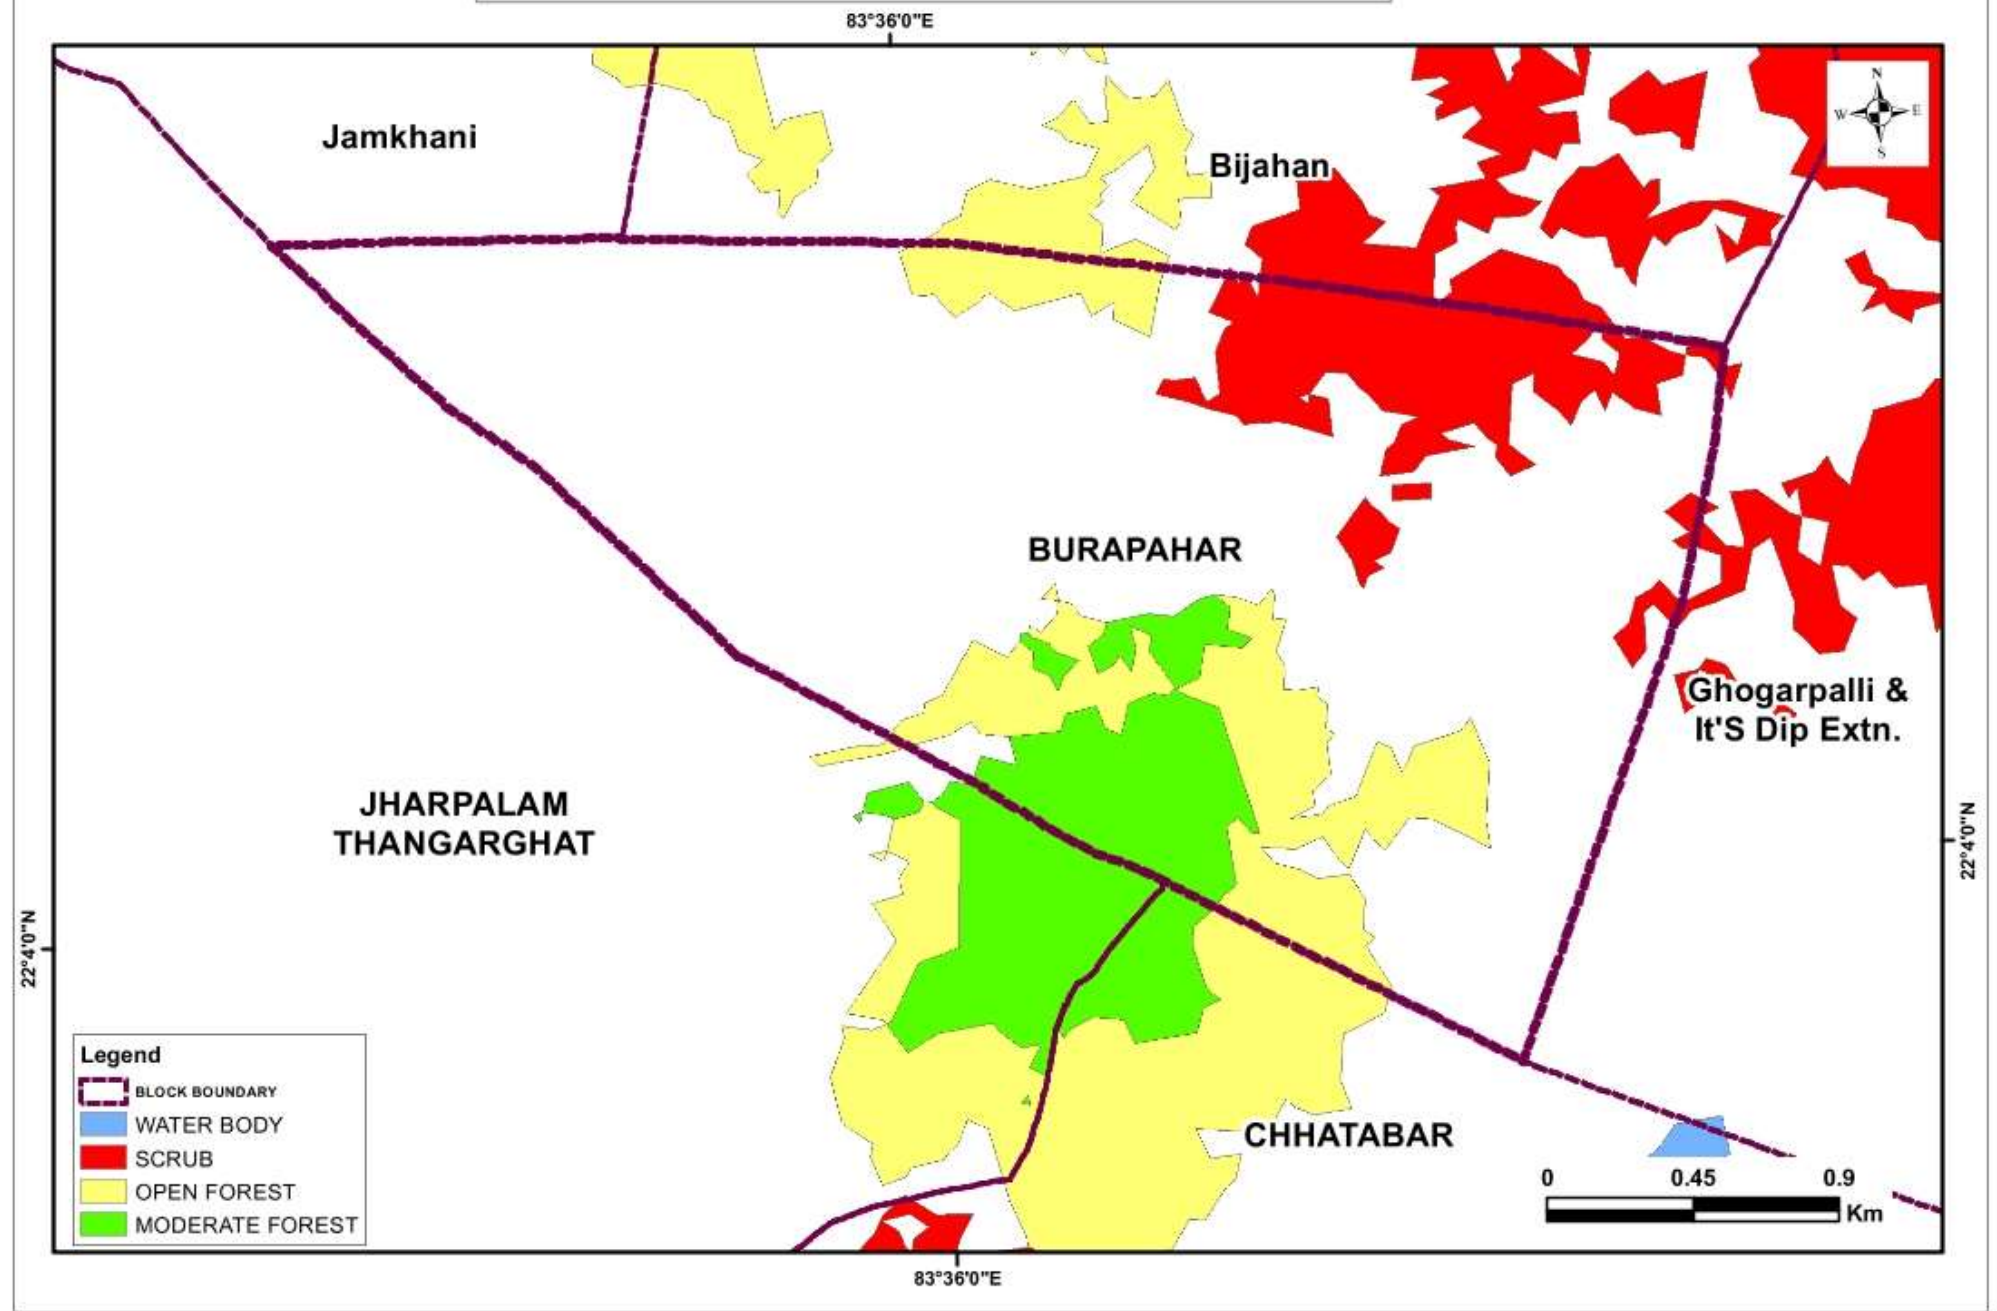 83°36'0"E
N
W E
S
Jamkhani
Bijahan
BURAPAHAR
Ghogarpalli &
It'S Dip Extn.
JHARPALAM
THANGARGHAT
22°4'0"N
22°4'0"N
CHHATABAR
Legend
BLOCK BOUNDARY
WATER BODY
SCRUB
OPEN FOREST
MODERATE FOREST
0 0.45 0.9
Km
83°36'0"E